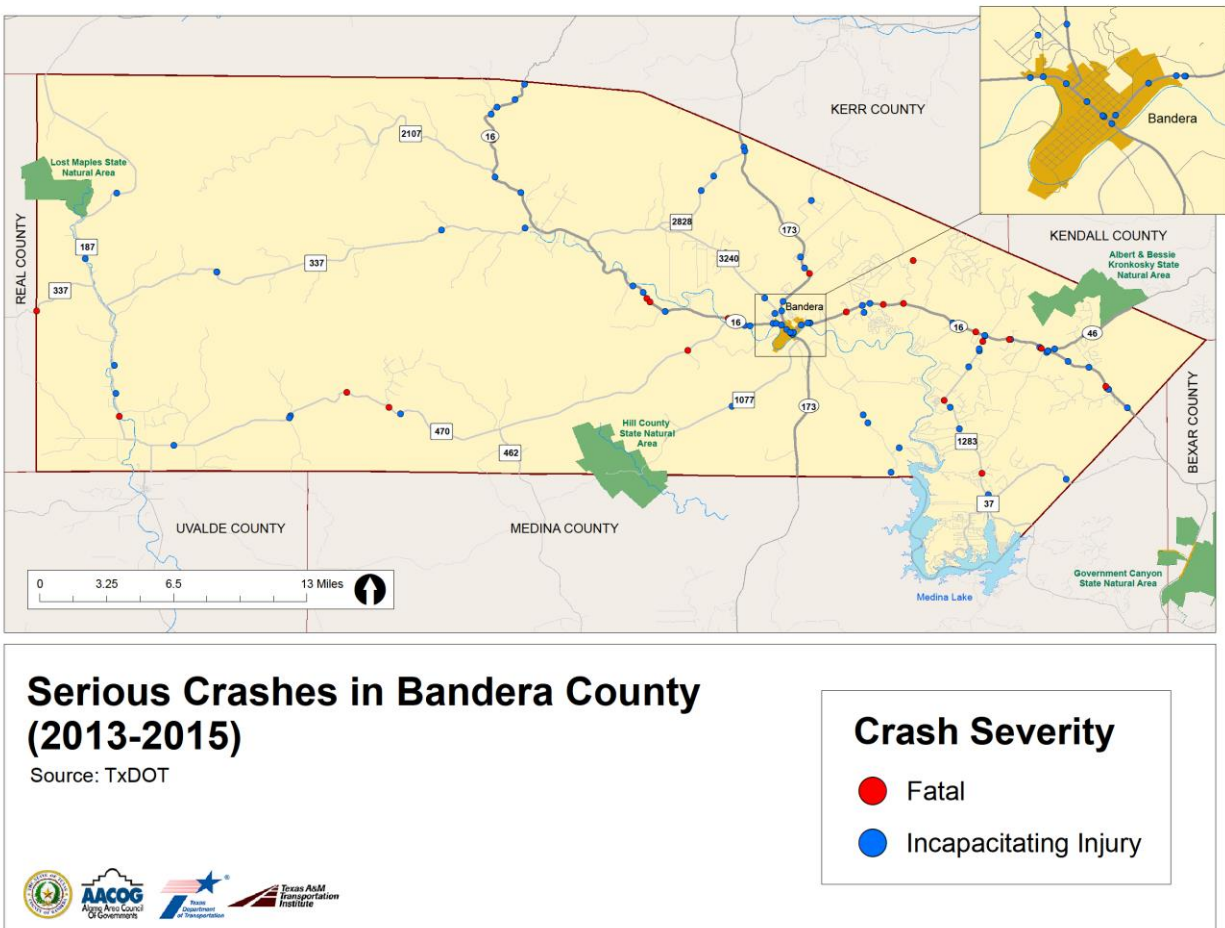 KERR COUNTY
Bandera
2107
16
Lost Maples State
Natural Area
REAL COUNTY
187
337
337
2828
173
3240
KENDALL COUNTY
Albert & Bessie
Kronkosky State
Natural Area
Bandera
16
16
46
BEXAR COUNTY
1077
173
470
462
Hill County
State Natural
Area
1283
37
UVALDE COUNTY
MEDINA COUNTY
Government Canyon
State Natural Area
Medina Lake
0 3.25 6.5 13 Miles
Serious Crashes in Bandera County
(2013-2015)
Source: TxDOT
Crash Severity
Fatal
Incapacitating Injury
AACOG
Alamo Area Council
Of Governments
Texas
Department
of Transportation
Texas A&M
Transportation
Institute